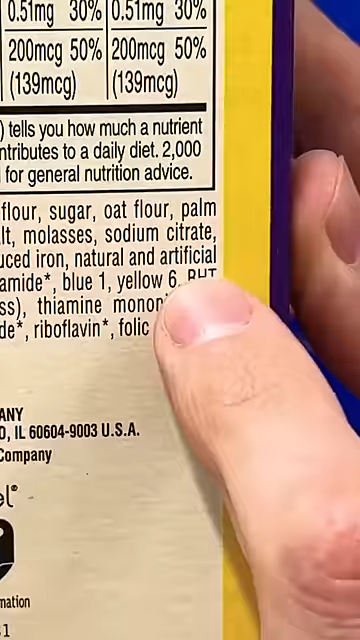 0.51mg 30% 0.51mg 30%
200mcg 50% 200mcg 50%
(139mcg) (139mcg)
) tells you how much a nutrient
ntributes to a daily diet. 2,000
for general nutrition advice.
flour, sugar, oat flour, palm
lt, molasses, sodium citrate,
uced iron, natural and artificial
amide*, blue 1, yellow 6, BHT
ss), thiamine monon
de*, riboflavin*, folic
ANY
O, IL 60604-9003 U.S.A.
Company
el®
mation